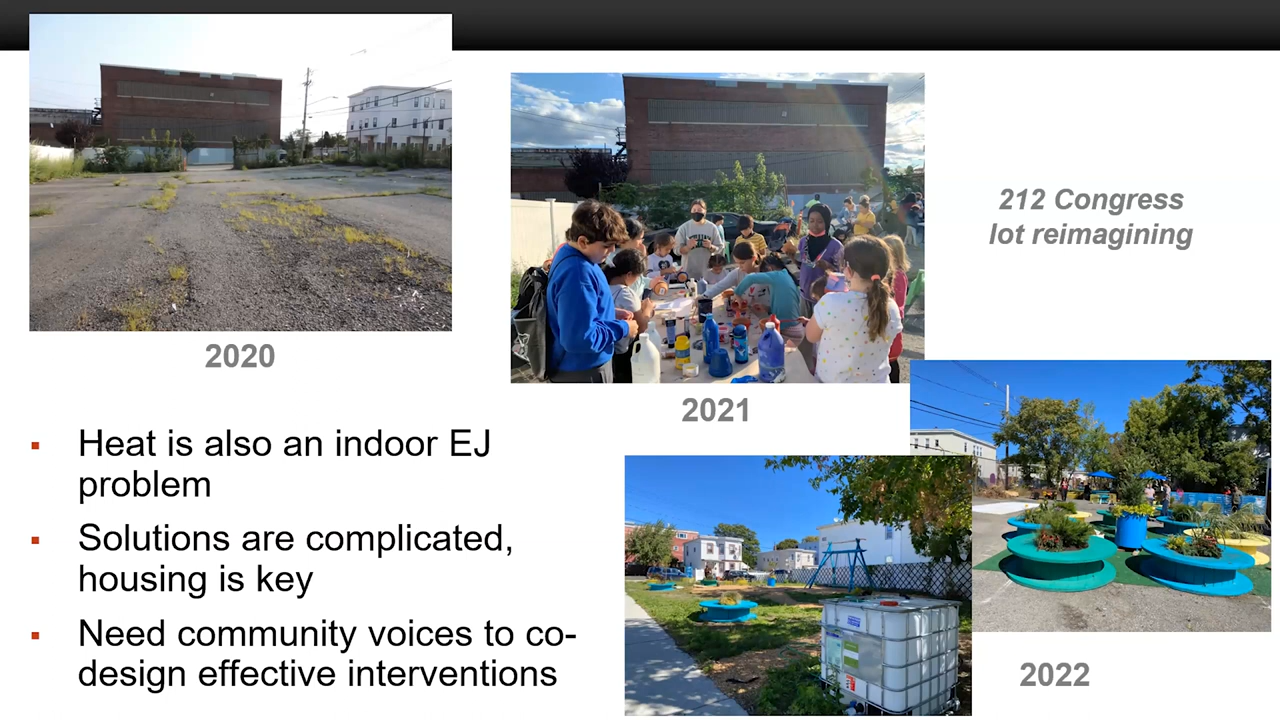 212 Congress
lot reimagining
2020
2021
▪ Heat is also an indoor EJ
problem
▪ Solutions are complicated,
housing is key
▪ Need community voices to co-
design effective interventions
2022